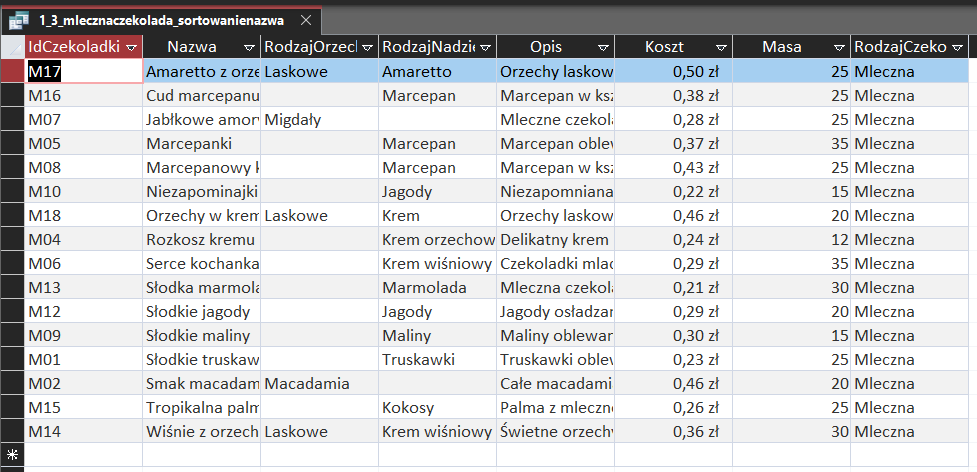 1_3_mlecznaczekolada_sortowanienazwa
IdCzekoladki Nazwa RodzajOrzecl RodzajNadzie Opis Koszt Masa RodzajCzeko
M17 Amaretto z orze Laskowe Amaretto Orzechy laskow 0,50 zł 25 Mleczna
M16 Cud marcepanu Marcepan Marcepan w ksz 0,38 zł 25 Mleczna
M07 Jabłkowe amory Migdały Mleczne czekola 0,28 zł 25 Mleczna
M05 Marcepanki Marcepan Marcepan oblew 0,37 zł 35 Mleczna
M08 Marcepanowy k Marcepan Marcepan w ksz 0,43 zł 25 Mleczna
M10 Niezapominajki Jagody Niezapomniana 0,22 zł 15 Mleczna
M18 Orzechy w krem Laskowe Krem Orzechy laskow 0,46 zł 20 Mleczna
M04 Rozkosz kremu Krem orzechow Delikatny krem 0,24 zł 12 Mleczna
M06 Serce kochanka Krem wiśniowy Czekoladki mlac 0,29 zł 35 Mleczna
M13 Słodka marmola Marmolada Mleczna czekol 0,21 zł 30 Mleczna
M12 Słodkie jagody Jagody Jagody osładzan 0,29 zł 20 Mleczna
M09 Słodkie maliny Maliny Maliny oblewan 0,30 zł 15 Mleczna
M01 Słodkie truskaw Truskawki Truskawki oblew 0,23 zł 25 Mleczna
M02 Smak macadam Macadamia Całe macadami 0,46 zł 20 Mleczna
M15 Tropikalna palm Kokosy Palma z mleczne 0,26 zł 25 Mleczna
M14 Wiśnie z orzech Laskowe Krem wiśniowy Świetne orzechy 0,36 zł 30 Mleczna